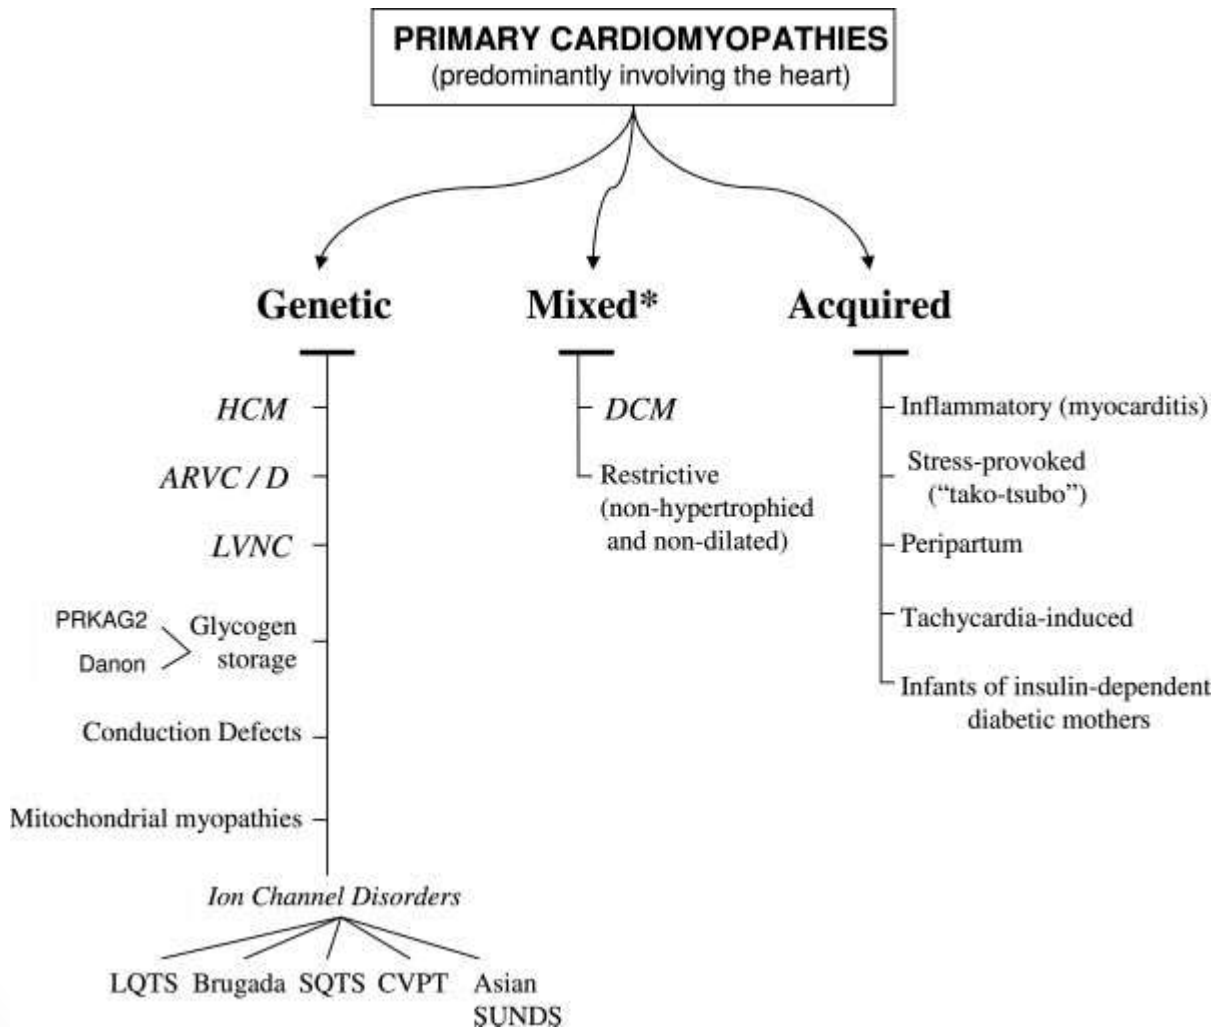 PRIMARY CARDIOMYOPATHIES
(predominantly involving the heart)
Genetic
HCM
ARVC / D
LVNC
PRKAG2
Danon
Glycogen
storage
Conduction Defects
Mitochondrial myopathies
Ion Channel Disorders
LQTS
Brugada
SQTS
CVPT
Asian
SUNDS
Mixed*
DCM
Restrictive
(non-hypertrophied
and non-dilated)
Acquired
Inflammatory (myocarditis)
Stress-provoked
(“tako-tsubo”)
Peripartum
Tachycardia-induced
Infants of insulin-dependent
diabetic mothers